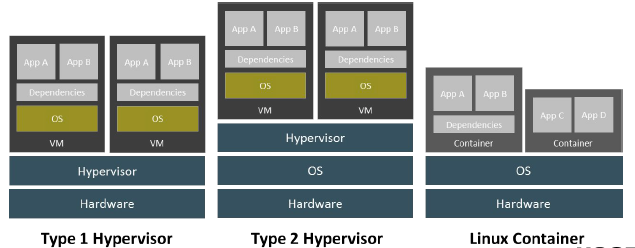 App A App B
Dependencies
OS
VM
App A App B
Dependencies
OS
VM
Hypervisor
Hardware
Type 1 Hypervisor
App A App B
Dependencies
OS
VM
App A App B
Dependencies
OS
VM
Hypervisor
OS
Hardware
Type 2 Hypervisor
App A App B
Dependencies
Container
App C App D
Container
OS
Hardware
Linux Container